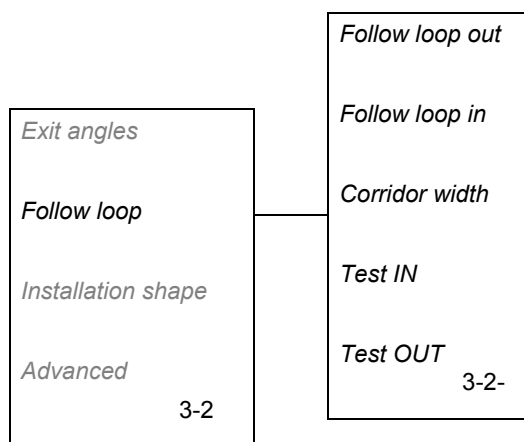 Exit angles
Follow loop
Installation shape
Advanced
3-2
Follow loop out
Follow loop in
Corridor width
Test IN
Test OUT
3-2-